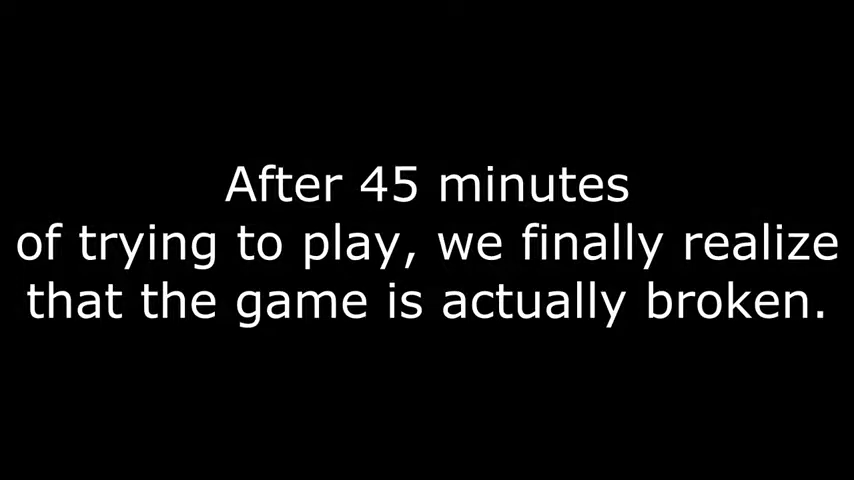 After 45 minutes
of trying to play, we finally realize
that the game is actually broken.